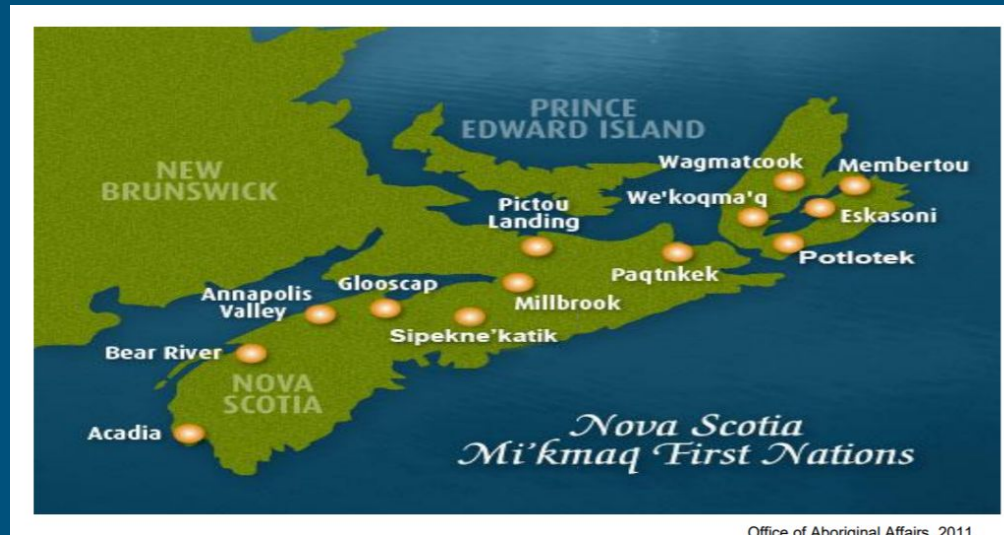 PRINCE
EDWARD ISLAND
NEW
BRUNSWICK
Wagmatcook
Membertou
We'koqma'q
Eskasoni
Pictou
Landing
Potlotek
Paqtnkek
Glooscap
Annapolis
Valley
Millbrook
Sipekne’katik
Bear River
NOVA
SCOTIA
Acadia
Nova Scotia
Mi’kmaq First Nations
Office of Aboriginal Affairs, 2011